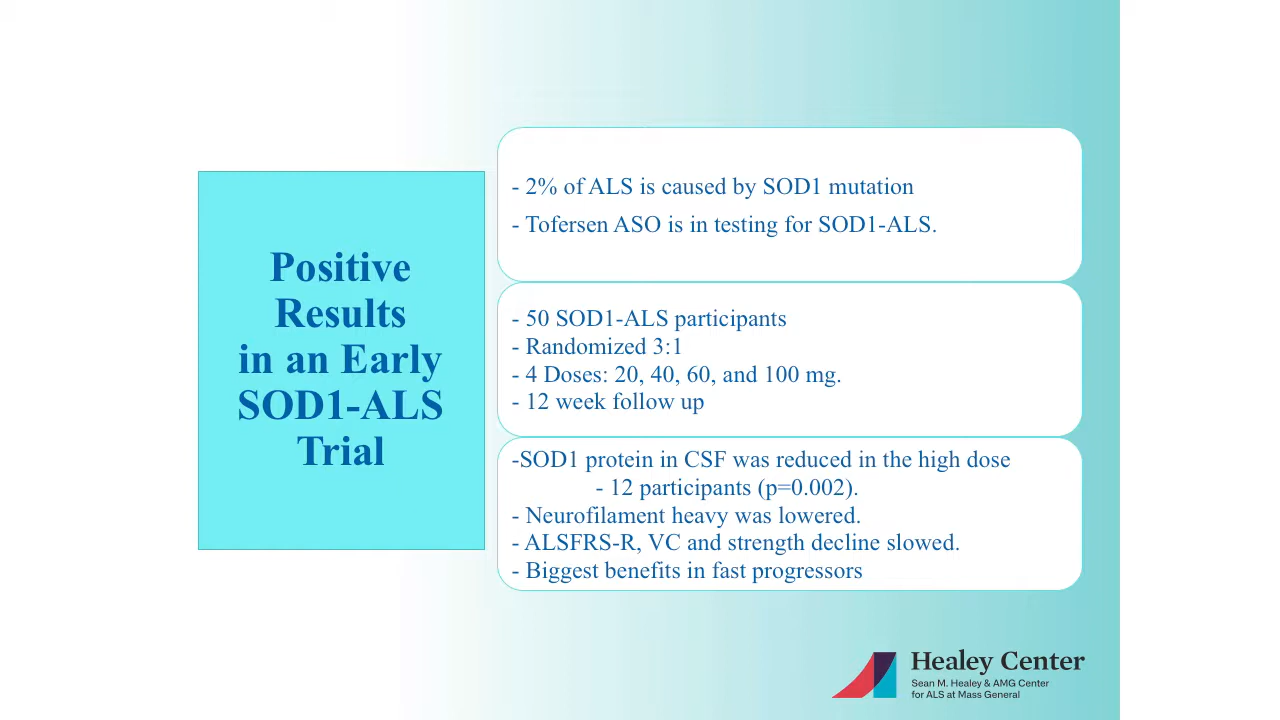 Positive
Results
in an Early
SOD1-ALS
Trial
- 2% of ALS is caused by SOD1 mutation
- Tofersen ASO is in testing for SOD1-ALS.
- 50 SOD1-ALS participants
- Randomized 3:1
- 4 Doses: 20, 40, 60, and 100 mg.
- 12 week follow up
-SOD1 protein in CSF was reduced in the high dose
- 12 participants (p=0.002).
- Neurofilament heavy was lowered.
- ALSFRS-R, VC and strength decline slowed.
- Biggest benefits in fast progressors
Healey Center
Sean M. Healey & AMG Center
for ALS at Mass General